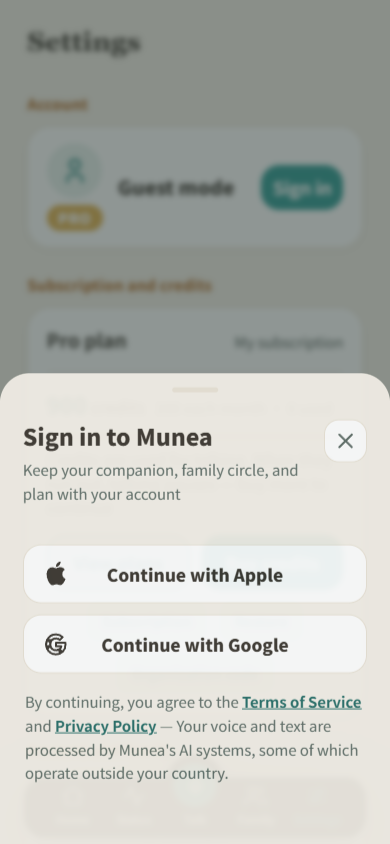 Settings
Account
Guest mode
Sign in
PRO
Subscription and credits
Pro plan
My subscription
Sign in to Munea
Keep your companion, family circle, and
plan with your account
Continue with Apple
Continue with Google
By continuing, you agree to the Terms of Service
and Privacy Policy — Your voice and text are
processed by Munea's AI systems, some of which
operate outside your country.